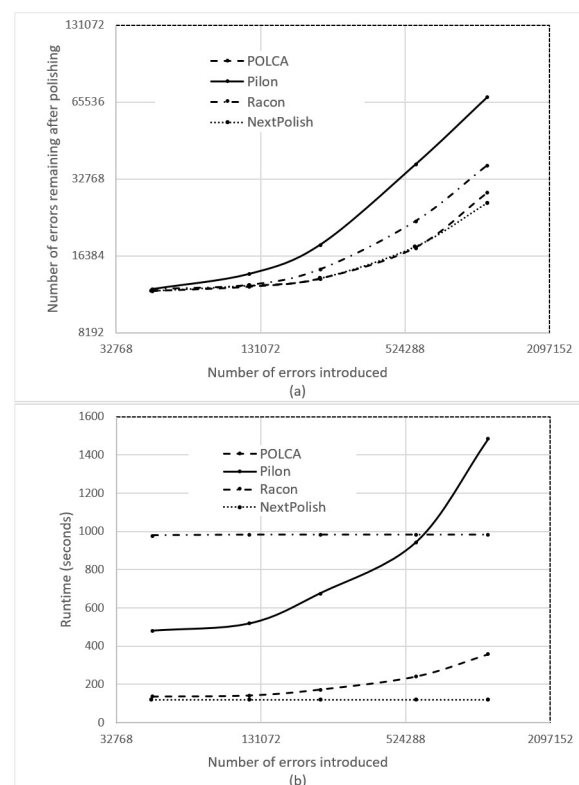 131072
65536
32768
16384
8192
Number of errors remaining after polishing
POLCA
Pilon
Racon
NextPolish
32768 131072 524288 2097152
Number of errors introduced
(a)
1600
1400
1200
1000
800
600
400
200
0
Runtime (seconds)
POLCA
Pilon
Racon
NextPolish
32768 131072 524288 2097152
Number of errors introduced
(b)